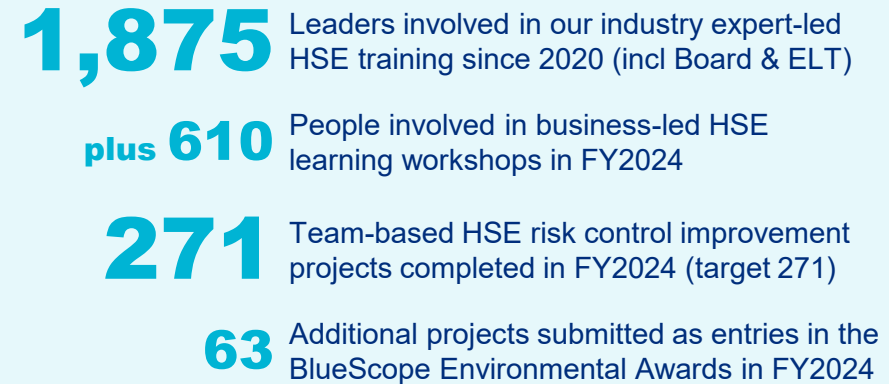 1,875 Leaders involved in our industry expert-led
HSE training since 2020 (incl Board & ELT)
plus 610 People involved in business-led HSE
learning workshops in FY2024
271 Team-based HSE risk control improvement
projects completed in FY2024 (target 271)
63 Additional projects submitted as entries in the
BlueScope Environmental Awards in FY2024